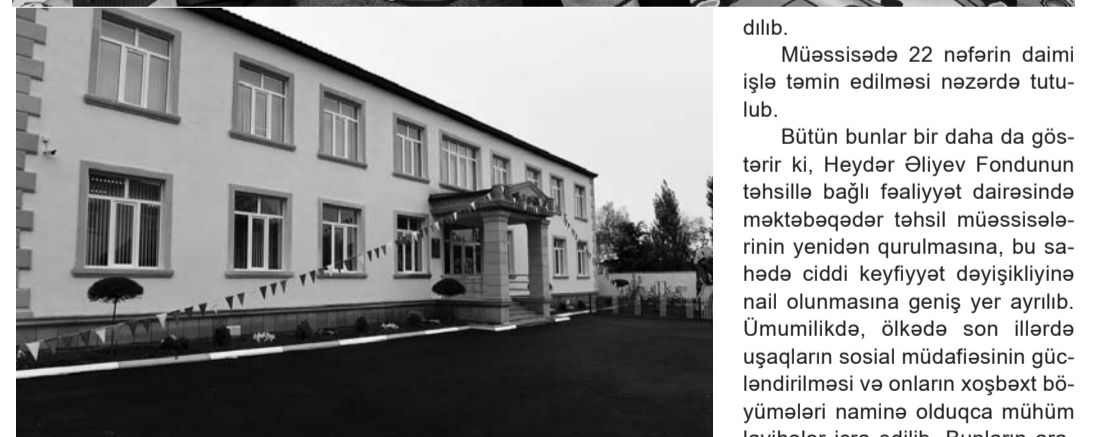 dılıb.
Müəssisədə 22 nəfərin daimi
işlə təmin edilməsi nəzərdə tutu-
lub.
Bütün bunlar bir daha da gös-
tərir ki, Heydər Əliyev Fondunun
təhsillə bağlı fəaliyyət dairəsində
məktəbəqədər təhsil müəssisələ-
rinin yenidən qurulmasına, bu sa-
hədə ciddi keyfiyyət dəyişikliyinə
nail olunmasına geniş yer ayrılıb.
Ümumilikdə, ölkədə son illərdə
uşaqların sosial müdafiəsinin güc-
ləndirilməsi və onların xoşbəxt bö-
yümələri naminə olduqca mühüm